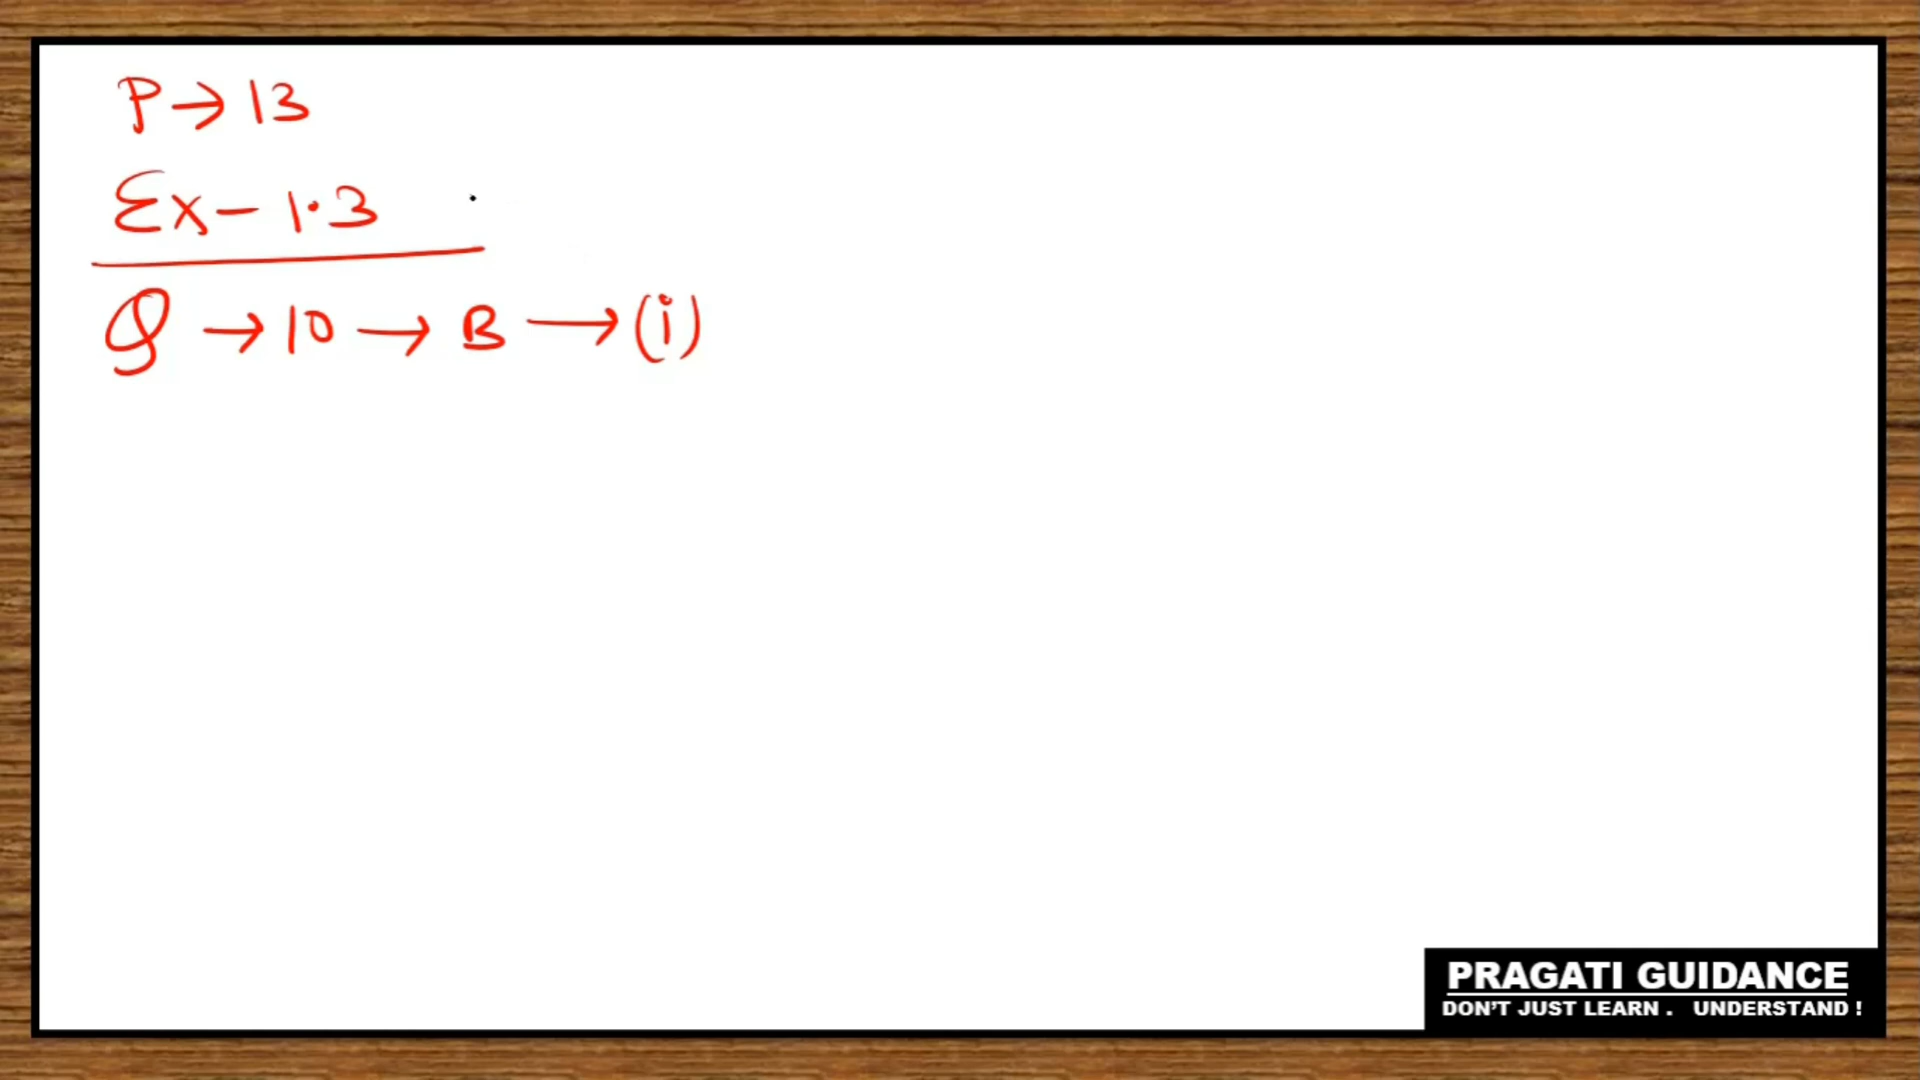 P → 13
Ex - 1.3
Q → 10 → B → (i)
PRAGATI GUIDANCE
DON'T JUST LEARN . UNDERSTAND !